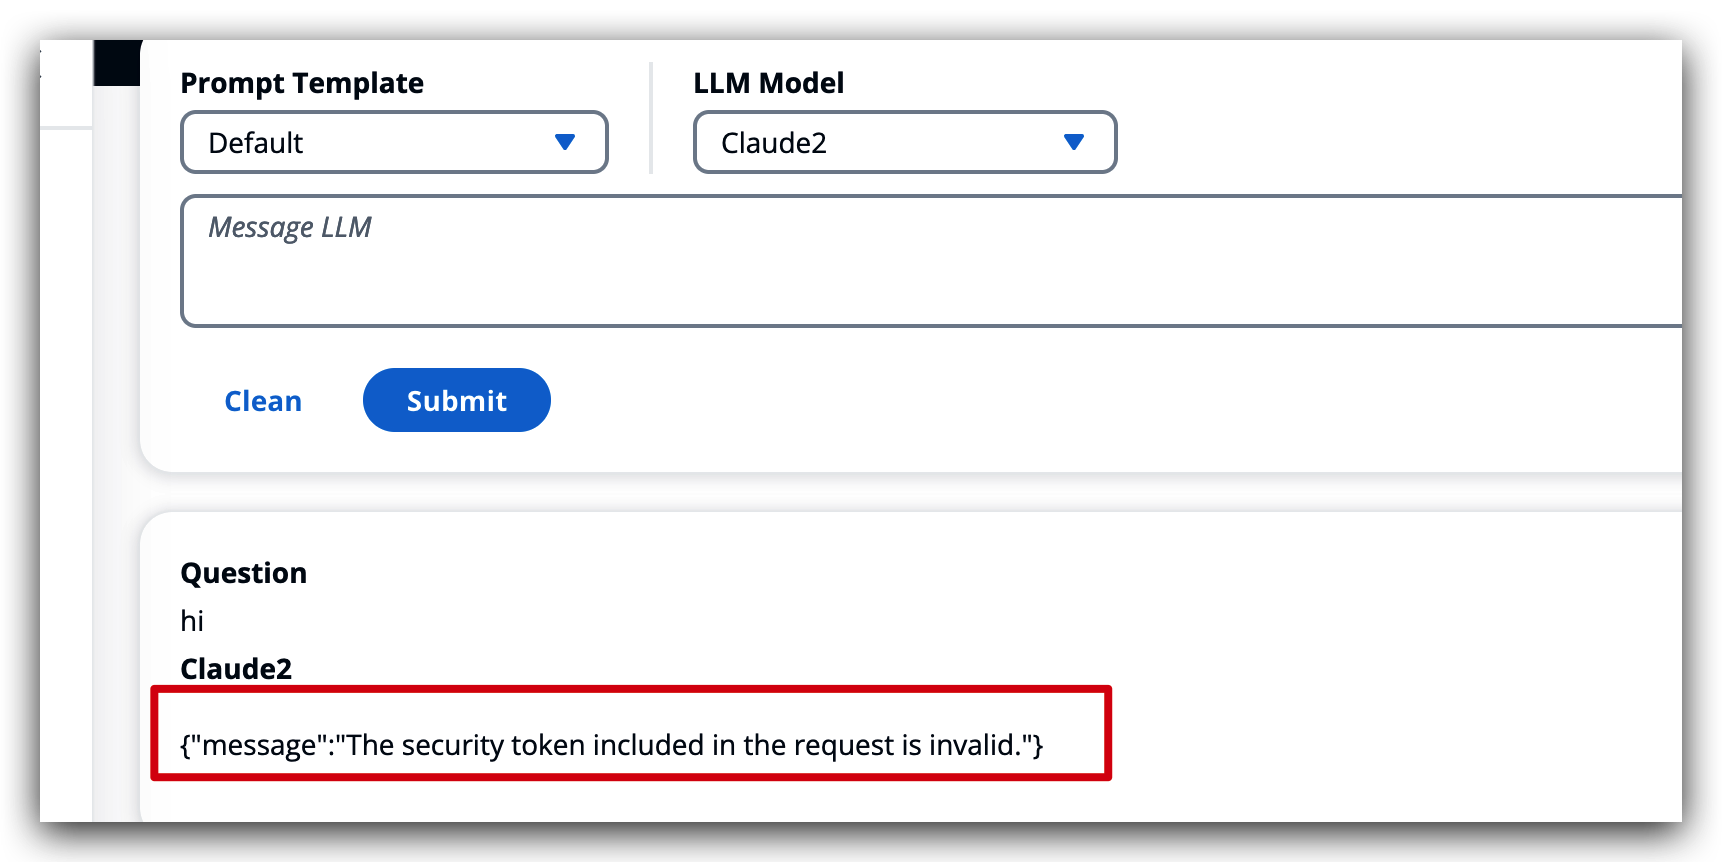 Prompt Template
LLM Model
Default
Claude2
Message LLM
Clean
Submit
Question
hi
Claude2
{"message":"The security token included in the request is invalid."}